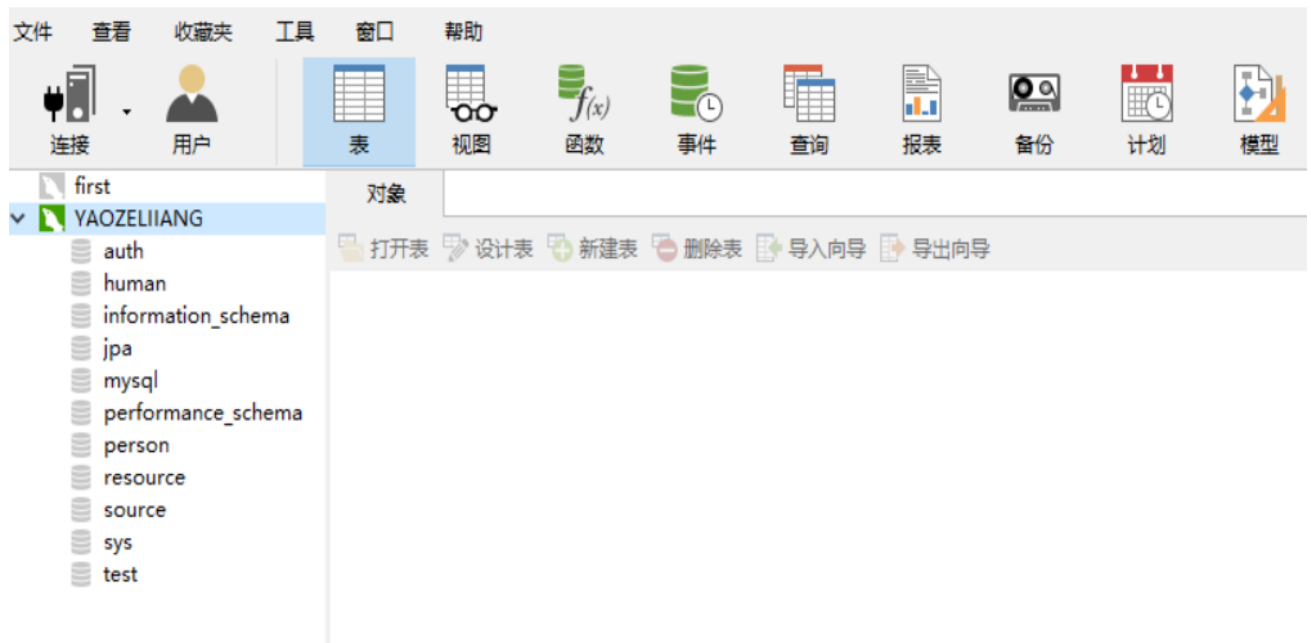 文件 查看 收藏夹 工具 窗口 帮助
连接 用户 表 视图 f(x) 函数 事件 查询 报表 备份 计划 模型
first
对象
YAOZELIIANG
打开表 设计表 新建表 删除表 导入向导 导出向导
auth
human
information_schema
jpa
mysql
performance_schema
person
resource
source
sys
test